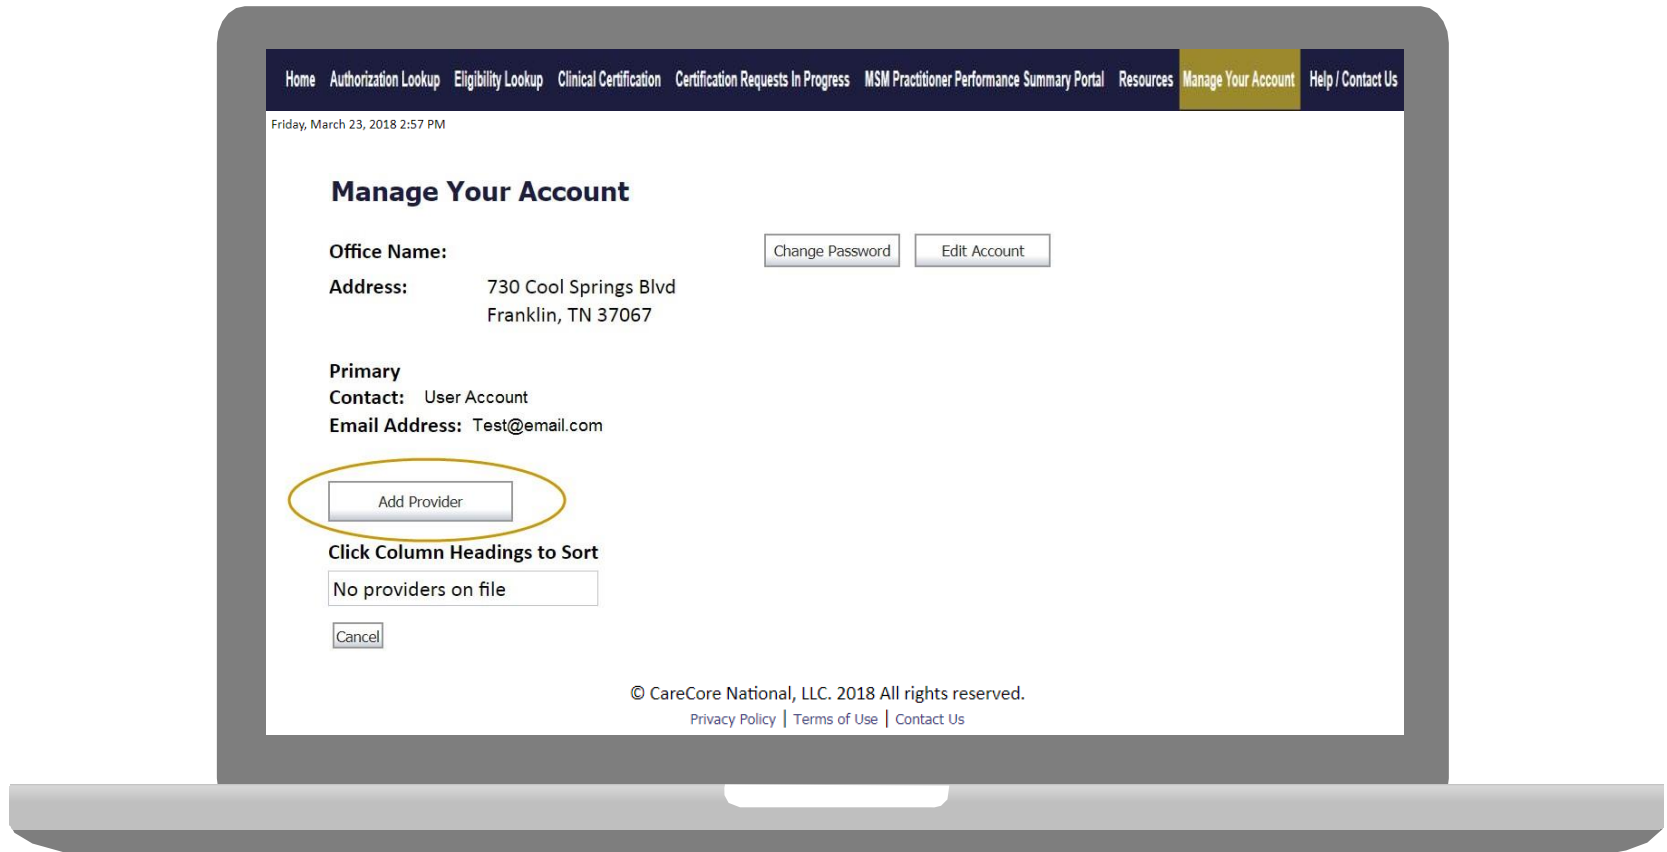 Home Authorization Lookup Eligibility Lookup Clinical Certification Certification Requests In Progress MSM Practitioner Performance Summary Portal Resources Manage Your Account Help / Contact Us
Friday, March 23, 2018 2:57 PM
Manage Your Account
Office Name:
Change Password Edit Account
Address: 730 Cool Springs Blvd
Franklin, TN 37067
Primary
Contact: User Account
Email Address: Test@email.com
Add Provider
Click Column Headings to Sort
No providers on file
Cancel
© CareCore National, LLC. 2018 All rights reserved.
Privacy Policy | Terms of Use | Contact Us